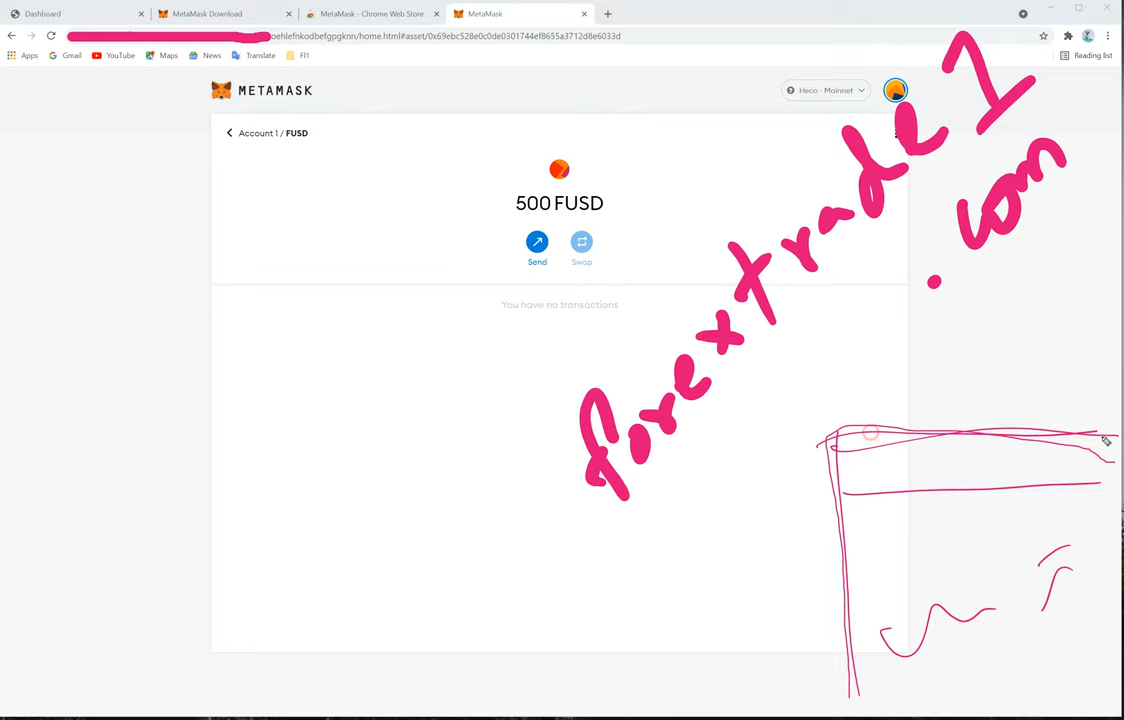 Dashboard MetaMask Download MetaMask - Chrome Web Store MetaMask
oehlefnkodbefgpgknn/home.html#asset/0x69ebc528e0c0de0301744ef8655a3712d8e6033d
Apps Gmail YouTube Maps News Translate FI1 Reading list
METAMASK Heco - Mainnet
Account 1 / FUSD
500 FUSD
Send Swap
You have no transactions
forextrade1
.com